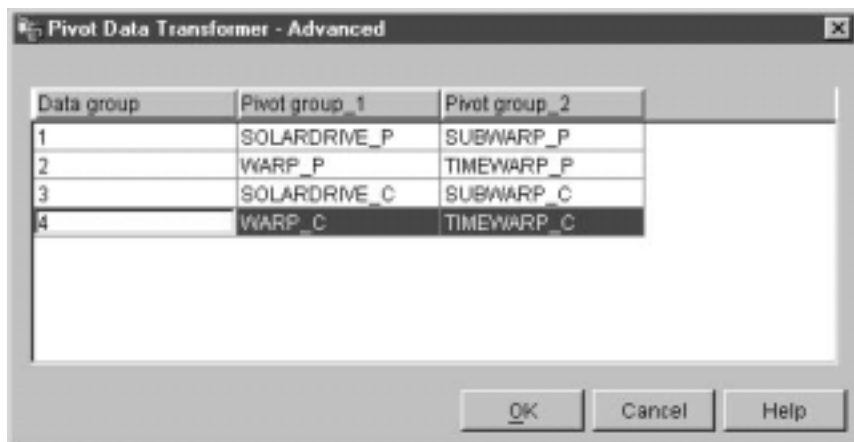 Pivot Data Transformer - Advanced
Data group Pivot group_1 Pivot group_2
1 SOLARDRIVE_P SUBWARP_P
2 WARP_P TIMEWARP_P
3 SOLARDRIVE_C SUBWARP_C
4 WARP_C TIMEWARP_C
OK Cancel Help